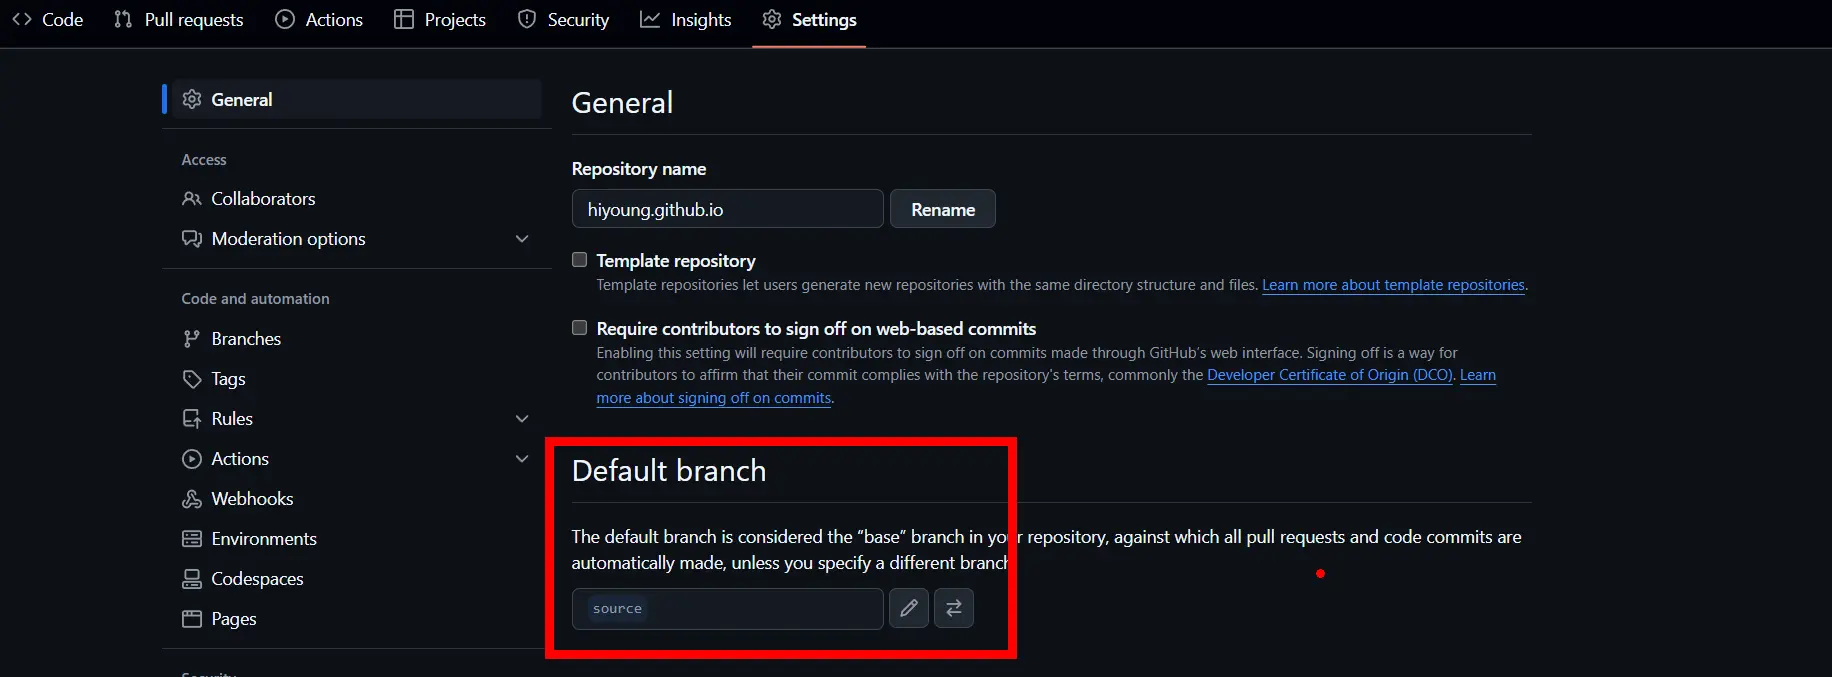 Code Pull requests Actions Projects Security Insights Settings
General
Access
Collaborators
Moderation options
Code and automation
Branches
Tags
Rules
Actions
Webhooks
Environments
Codespaces
Pages
Security
General
Repository name
hiyoung.github.io Rename
Template repository
Template repositories let users generate new repositories with the same directory structure and files. Learn more about template repositories.
Require contributors to sign off on web-based commits
Enabling this setting will require contributors to sign off on commits made through GitHub's web interface. Signing off is a way for
contributors to affirm that their commit complies with the repository's terms, commonly the Developer Certificate of Origin (DCO). Learn
more about signing off on commits.
Default branch
The default branch is considered the “base” branch in your repository, against which all pull requests and code commits are
automatically made, unless you specify a different branch
source